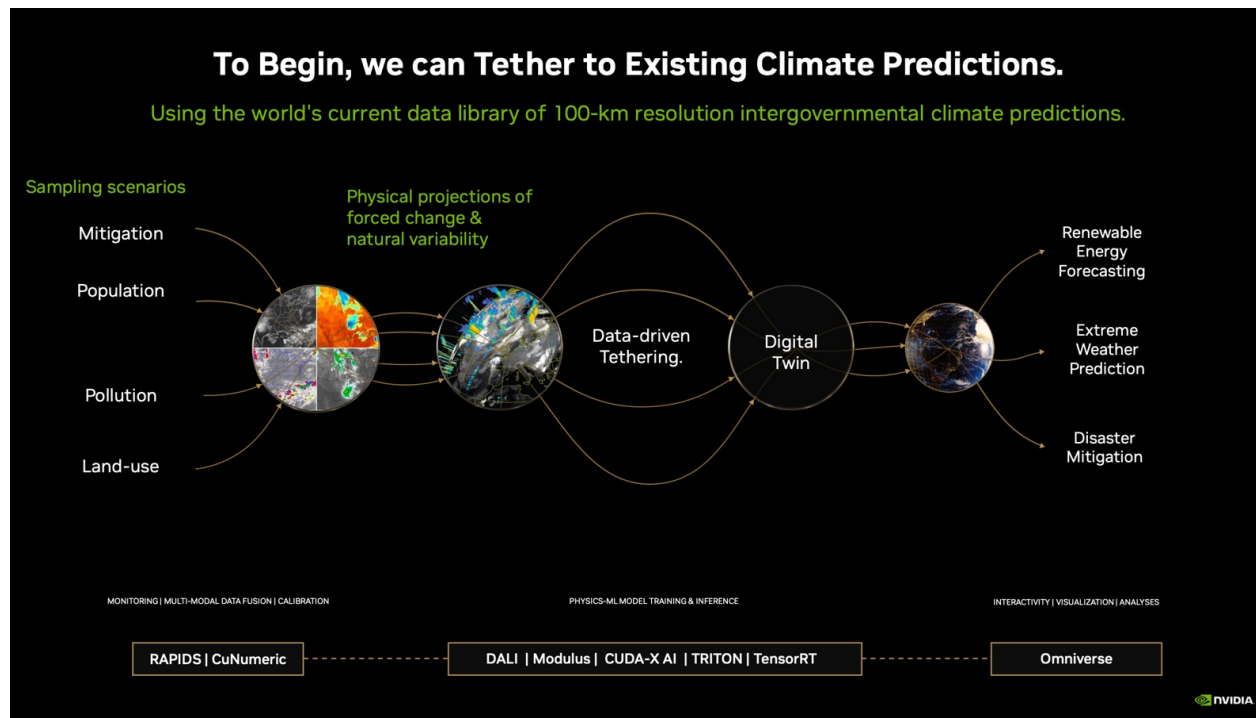 To Begin, we can Tether to Existing Climate Predictions.
Using the world's current data library of 100-km resolution intergovernmental climate predictions.
Sampling scenarios
Mitigation
Population
Pollution
Land-use
Physical projections of
forced change &
natural variability
Data-driven
Tethering.
Digital
Twin
Renewable
Energy
Forecasting
Extreme
Weather
Prediction
Disaster
Mitigation
MONITORING | MULTI-MODAL DATA FUSION | CALIBRATION
PHYSICS-ML MODEL TRAINING & INFERENCE
INTERACTIVITY | VISUALIZATION | ANALYSES
RAPIDS | CuNumeric
DALI | Modulus | CUDA-X AI | TRITON | TensorRT
Omniverse
NVIDIA